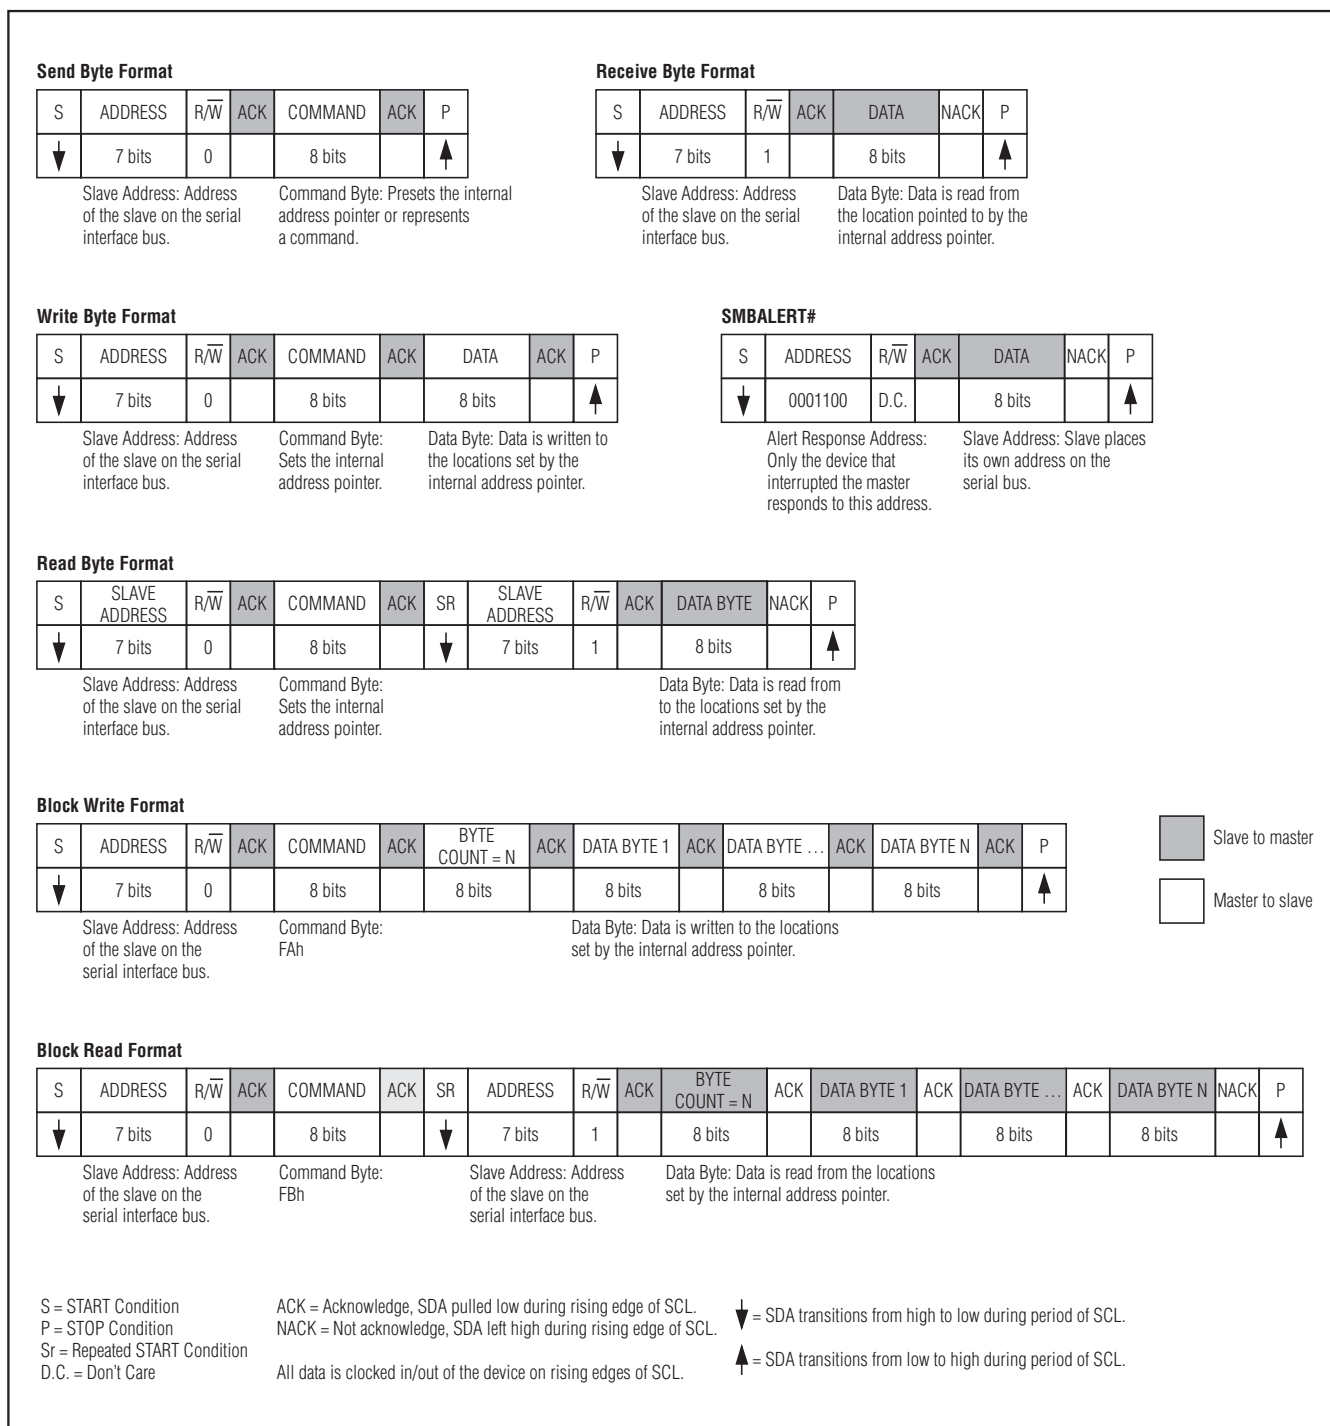 Send Byte Format
S ADDRESS R/W̅ ACK COMMAND ACK P
7 bits 0 8 bits
Slave Address: Address
of the slave on the serial
interface bus.
Command Byte: Presets the internal
address pointer or represents
a command.
Receive Byte Format
S ADDRESS R/W̅ ACK DATA NACK P
7 bits 1 8 bits
Slave Address: Address
of the slave on the serial
interface bus.
Data Byte: Data is read from
the location pointed to by the
internal address pointer.
Write Byte Format
S ADDRESS R/W̅ ACK COMMAND ACK DATA ACK P
7 bits 0 8 bits 8 bits
Slave Address: Address
of the slave on the serial
interface bus.
Command Byte:
Sets the internal
address pointer.
Data Byte: Data is written to
the locations set by the
internal address pointer.
SMBALERT#
S ADDRESS R/W̅ ACK DATA NACK P
0001100 D.C. 8 bits
Alert Response Address:
Only the device that
interrupted the master
responds to this address.
Slave Address: Slave places
its own address on the
serial bus.
Read Byte Format
S SLAVE ADDRESS R/W̅ ACK COMMAND ACK SR SLAVE ADDRESS R/W̅ ACK DATA BYTE NACK P
7 bits 0 8 bits 7 bits 1 8 bits
Slave Address: Address
of the slave on the serial
interface bus.
Command Byte:
Sets the internal
address pointer.
Data Byte: Data is read from
to the locations set by the
internal address pointer.
Block Write Format
S ADDRESS R/W̅ ACK COMMAND ACK BYTE COUNT = N ACK DATA BYTE 1 ACK DATA BYTE … ACK DATA BYTE N ACK P
7 bits 0 8 bits 8 bits 8 bits 8 bits 8 bits
Slave Address: Address
of the slave on the
serial interface bus.
Command Byte:
FAh
Data Byte: Data is written to the locations
set by the internal address pointer.
Slave to master
Master to slave
Block Read Format
S ADDRESS R/W̅ ACK COMMAND ACK SR ADDRESS R/W̅ ACK BYTE COUNT = N ACK DATA BYTE 1 ACK DATA BYTE … ACK DATA BYTE N NACK P
7 bits 0 8 bits 7 bits 1 8 bits 8 bits 8 bits 8 bits
Slave Address: Address
of the slave on the
serial interface bus.
Command Byte:
FBh
Slave Address: Address
of the slave on the
serial interface bus.
Data Byte: Data is read from the locations
set by the internal address pointer.
S = START Condition
P = STOP Condition
Sr = Repeated START Condition
D.C. = Don't Care
ACK = Acknowledge, SDA pulled low during rising edge of SCL.
NACK = Not acknowledge, SDA left high during rising edge of SCL.
All data is clocked in/out of the device on rising edges of SCL.
= SDA transitions from high to low during period of SCL.
= SDA transitions from low to high during period of SCL.